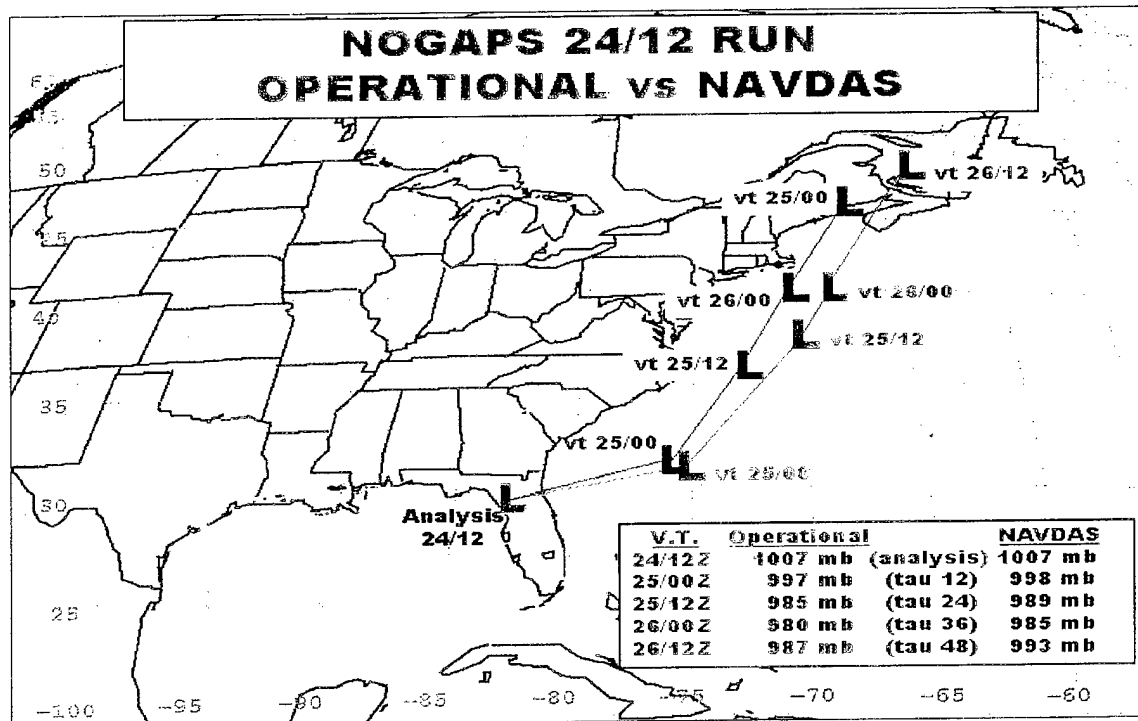 NOGAPS 24/12 RUN
OPERATIONAL vs NAVDAS
50
vt 26/12
vt 25/00
L
L
45
vt 26/00
L
L
vt 26/00
40
L
vt 25/12
vt 25/12
L
35
vt 25/00
L
L
vt 25/00
30
L
Analysis
24/12
25
V.T. Operational NAVDAS
24/12Z 1007 mb (analysis) 1007 mb
25/00Z 997 mb (tau 12) 998 mb
25/12Z 985 mb (tau 24) 989 mb
26/00Z 980 mb (tau 36) 985 mb
26/12Z 987 mb (tau 48) 993 mb
-100 -95 -90 -85 -80 -75 -70 -65 -60